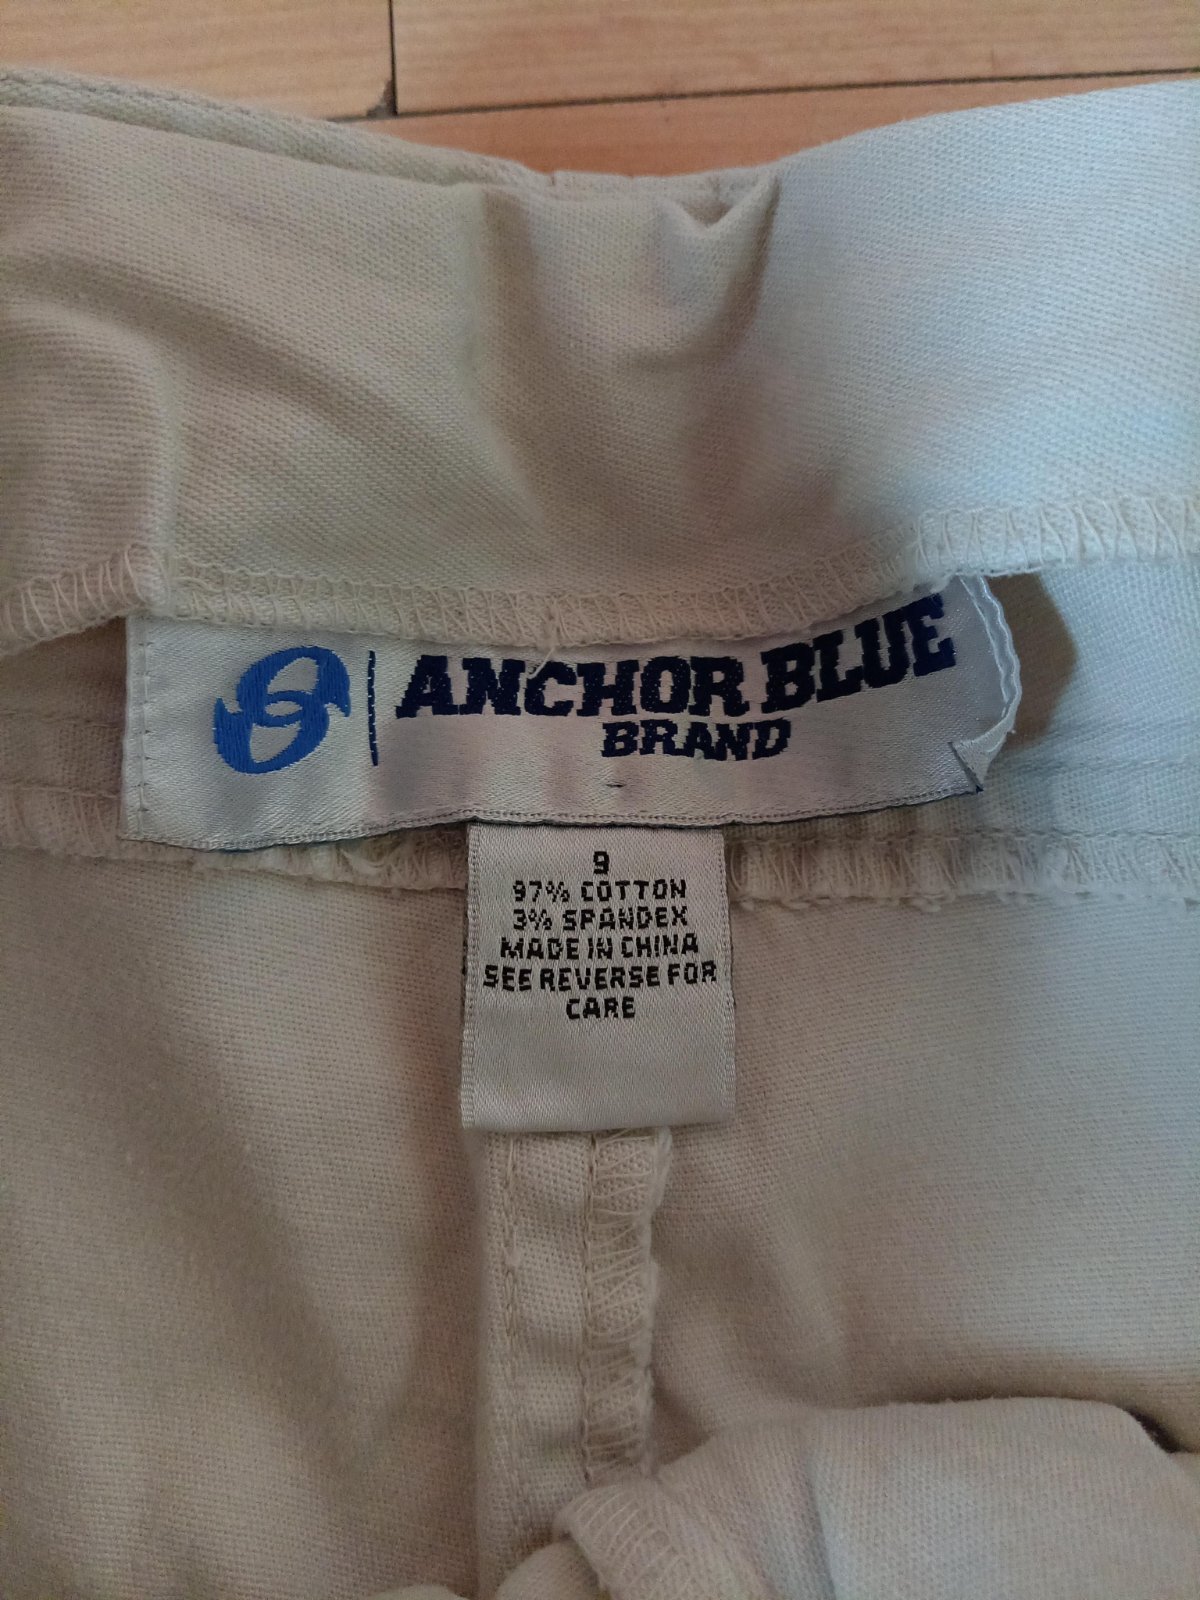 ANCHOR BLUE
BRAND
9
97% COTTON
3% SPANDEX
MADE IN CHINA
SEE REVERSE FOR
CARE